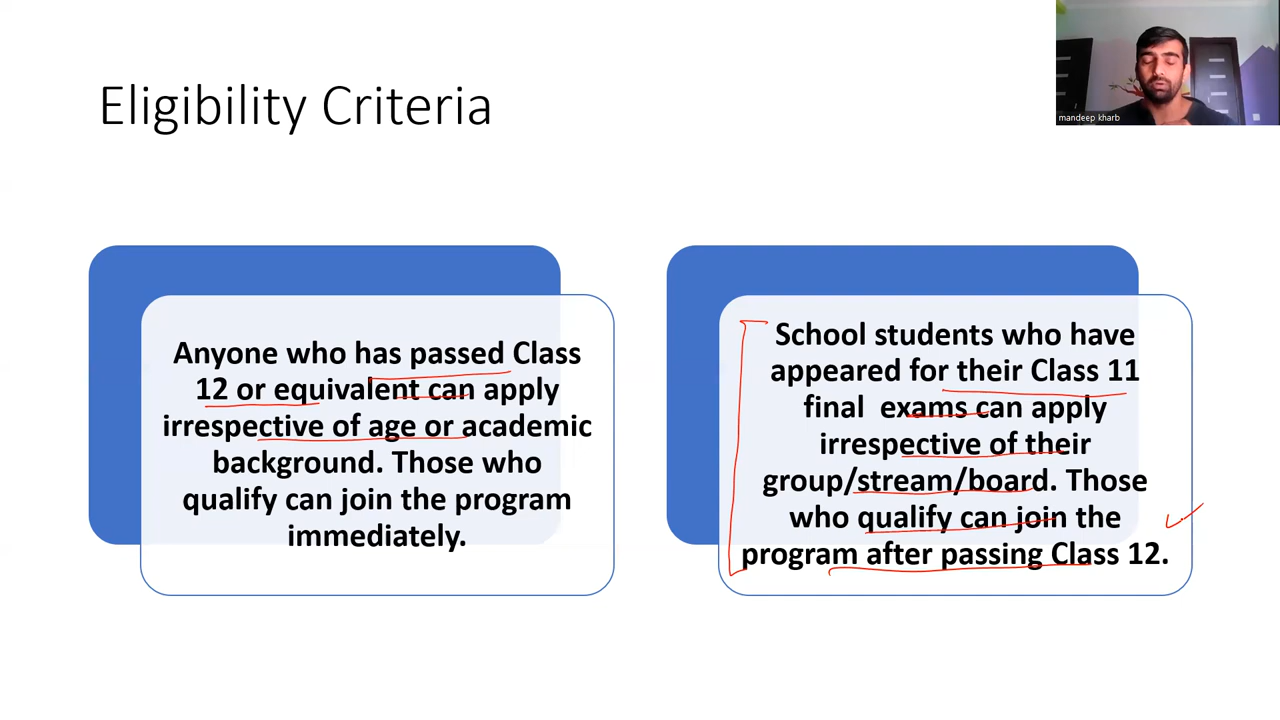 Eligibility Criteria
mandeep kharb
Anyone who has passed Class
12 or equivalent can apply
irrespective of age or academic
background. Those who
qualify can join the program
immediately.
School students who have
appeared for their Class 11
final exams can apply
irrespective of their
group/stream/board. Those
who qualify can join the
program after passing Class 12.